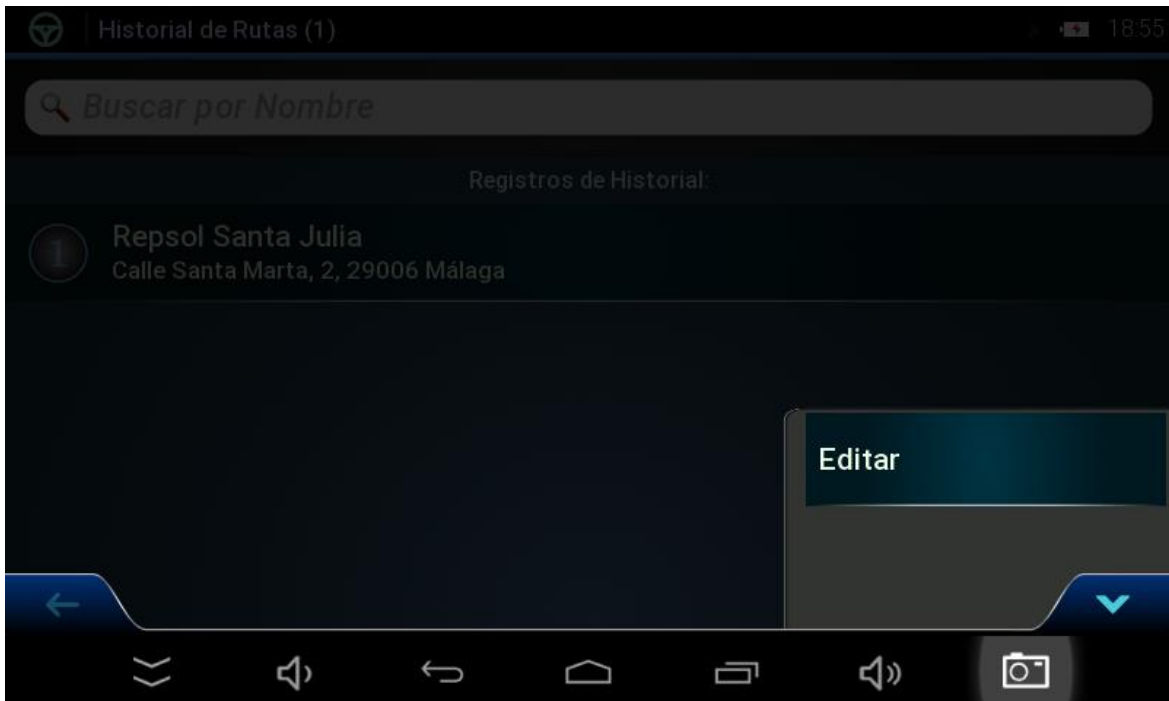 Historial de Rutas (1)
18:55
Buscar por Nombre
Registros de Historial:
1
Repsol Santa Julia
Calle Santa Marta, 2, 29006 Málaga
Editar